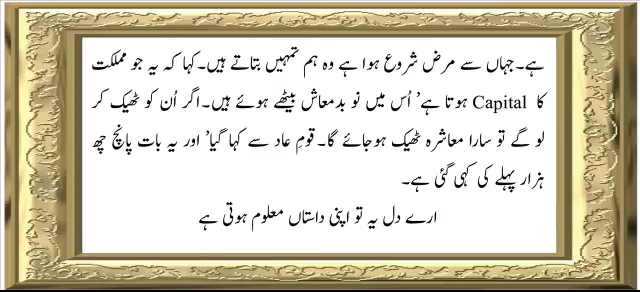 ہے۔جہاں سے مرض شروع ہوا ہے وہ ہم تمہیں بتاتے ہیں۔کہا کہ یہ جو مملکت
کا Capital ہوتا ہے’ اُس میں نو بدمعاش بیٹھے ہوئے ہیں۔اگر اُن کو ٹھیک کر
لو گے تو سارا معاشرہ ٹھیک ہوجائے گا۔قومِ عاد سے کہا گیا’ اور یہ بات پانچ چھ
ہزار پہلے کی کہی گئی ہے۔
ارے دل یہ تو اپنی داستاں معلوم ہوتی ہے